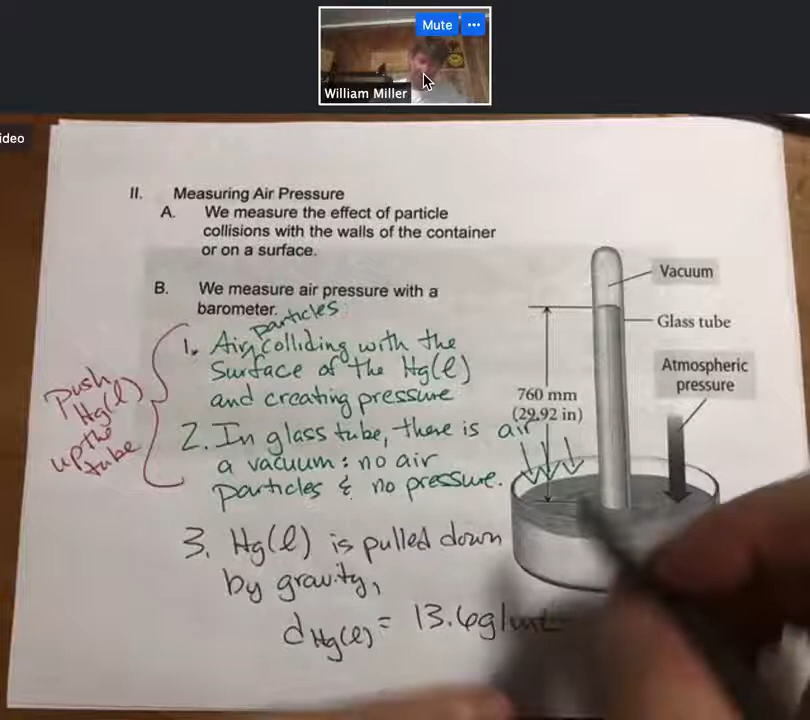 Mute
William Miller
ideo
II. Measuring Air Pressure
A. We measure the effect of particle
collisions with the walls of the container
or on a surface.
B. We measure air pressure with a
barometer.
particles
1. Air, colliding with the
surface of the Hg(l)
and creating pressure
2. In glass tube, there is
a vacuum: no air
particles & no pressure.
push
Hg(l)
up the
tube
3. Hg(l) is pulled down
by gravity,
dHg(l) = 13.6g/mL
Vacuum
Glass tube
Atmospheric
pressure
760 mm
(29.92 in)
air